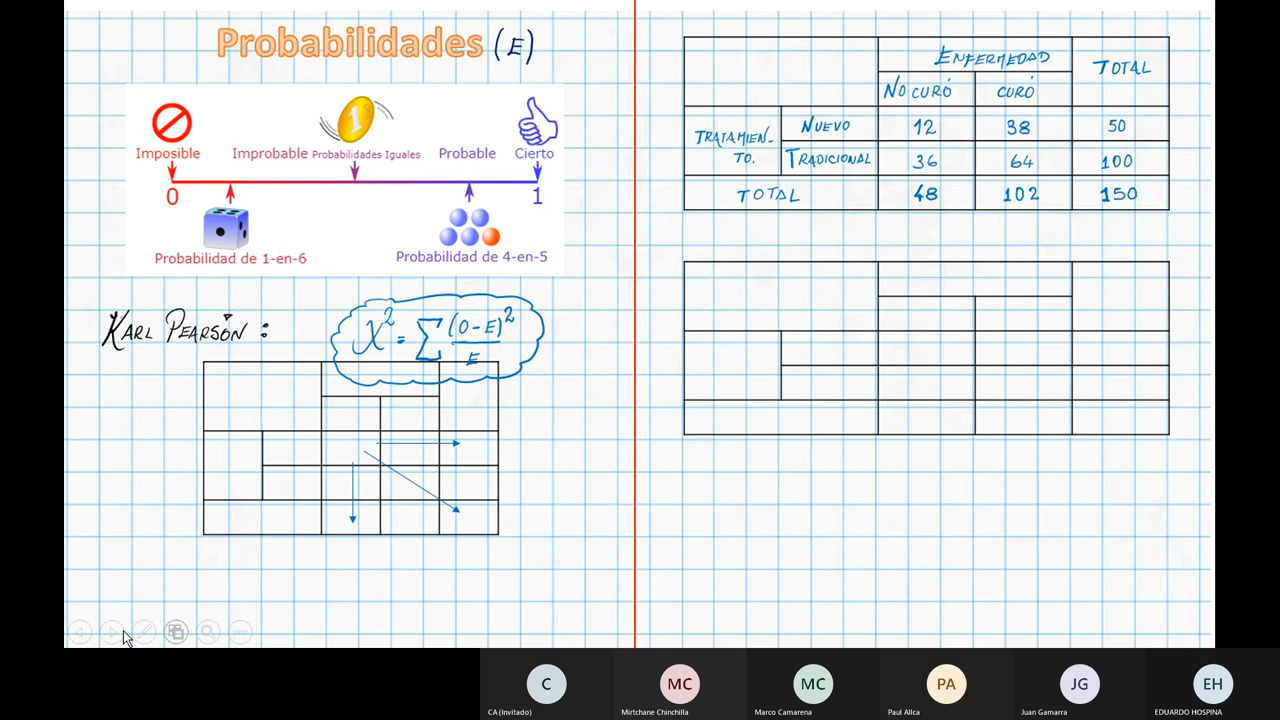 Probabilidades (E)
1
Imposible Improbable Probabilidades Iguales Probable Cierto
0 1
Probabilidad de 1-en-6 Probabilidad de 4-en-5
KARL PEARSON :
X² = ∑ (O-E)² / E
ENFERMEDAD TOTAL
NO CURÓ CURÓ
TRATAMIEN-
TO.
NUEVO 12 38 50
TRADICIONAL 36 64 100
TOTAL 48 102 150
C MC MC PA JG EH
CA (Invitado) Mirtchane Chinchilla Marco Camarena Paul Allca Juan Gamarra EDUARDO HOSPINA